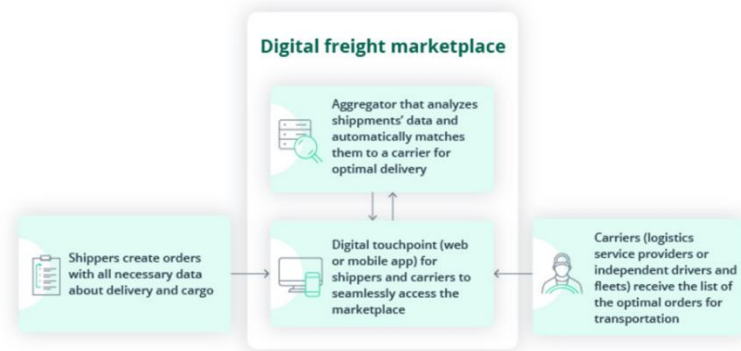 Digital freight marketplace
Aggregator that analyzes
shippments' data and
automatically matches
them to a carrier for
optimal delivery
Shippers create orders
with all necessary data
about delivery and cargo
Digital touchpoint (web
or mobile app) for
shippers and carriers to
seamlessly access the
marketplace
Carriers (logistics
service providers or
independent drivers and
fleets) receive the list of
the optimal orders for
transportation